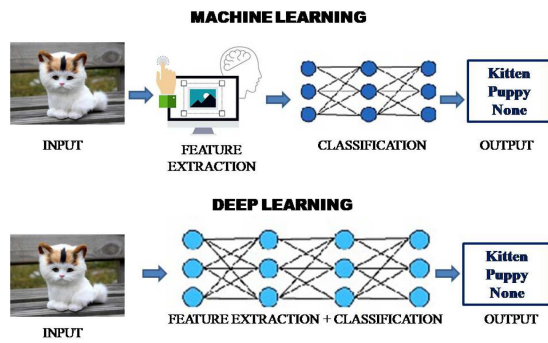 MACHINE LEARNING
Kitten
Puppy
None
INPUT
FEATURE
EXTRACTION
CLASSIFICATION
OUTPUT
DEEP LEARNING
Kitten
Puppy
None
INPUT
FEATURE EXTRACTION + CLASSIFICATION
OUTPUT